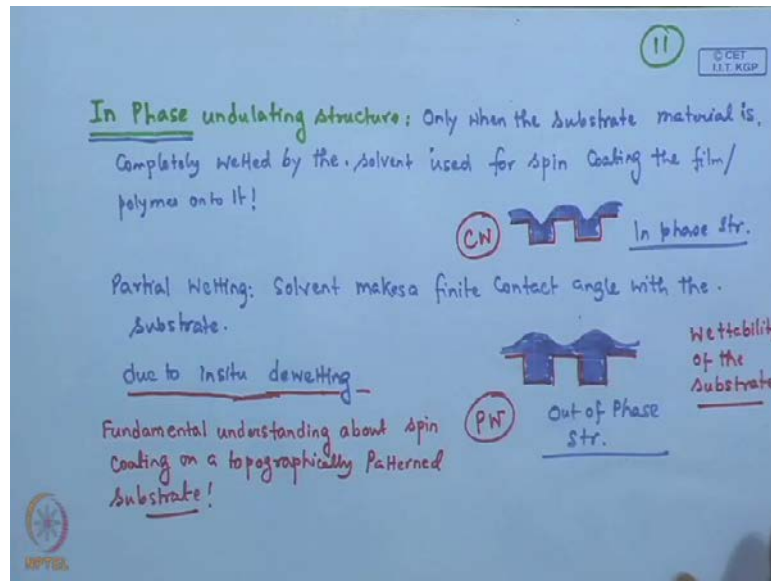 11
© CET
I.I.T. KGP
In Phase undulating structure: Only when the substrate material is.
Completely wetted by the. solvent used for spin Coating the film/
polymer onto It!
CW
In phase Str.
Partial Wetting: Solvent makes a finite Contact angle with the.
substrate.
due to insitu dewetting
Wettabilit
of the
substrate
PW
Out of Phase
Str.
Fundamental understanding about spin
Coating on a topographically Patterned
substrate!
NPTEL